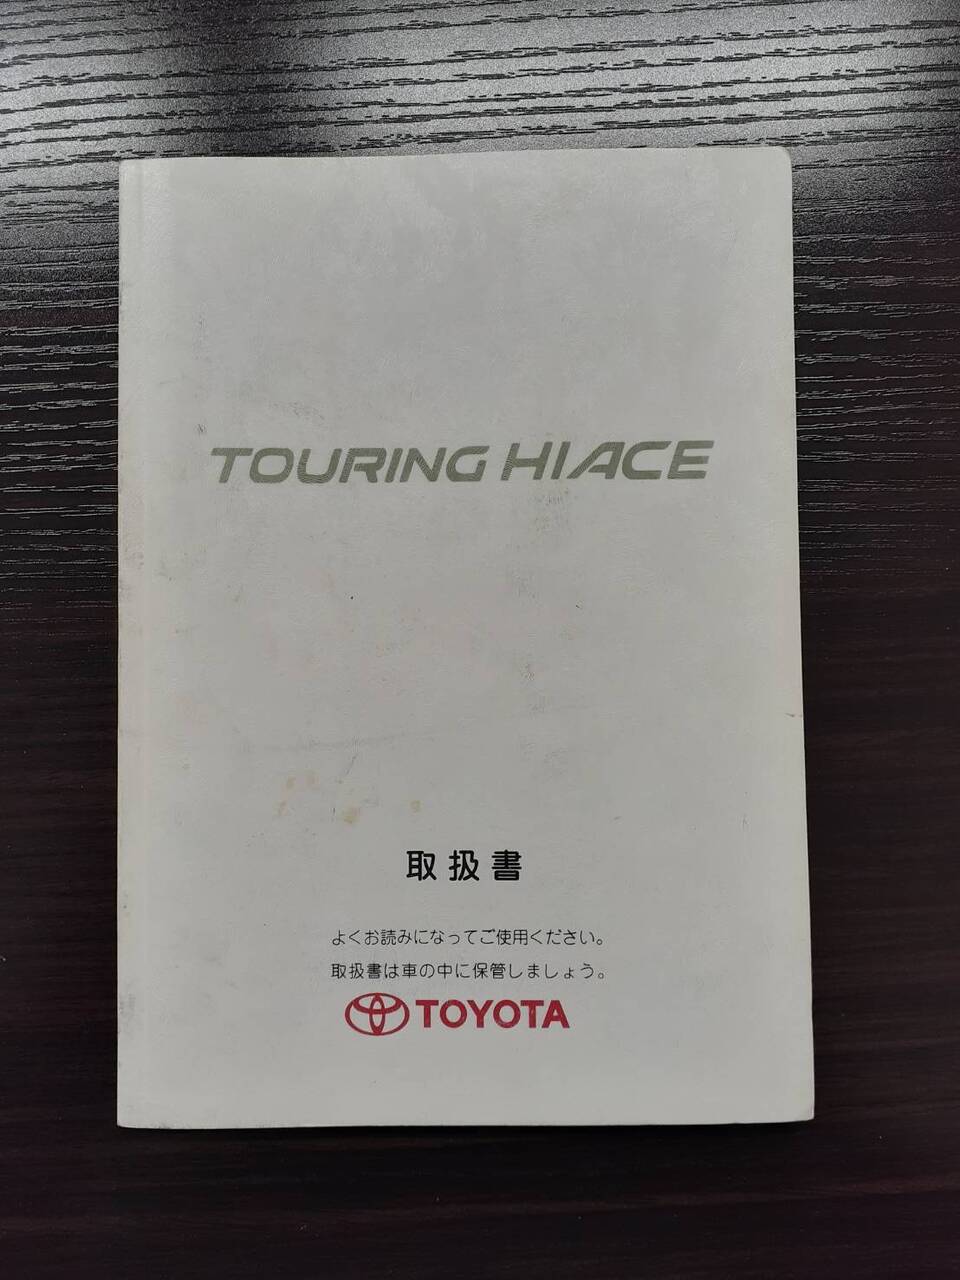 TOURING HIACE
取扱書
よくお読みになってご使用ください。
取扱書は車の中に保管しましょう。
TOYOTA